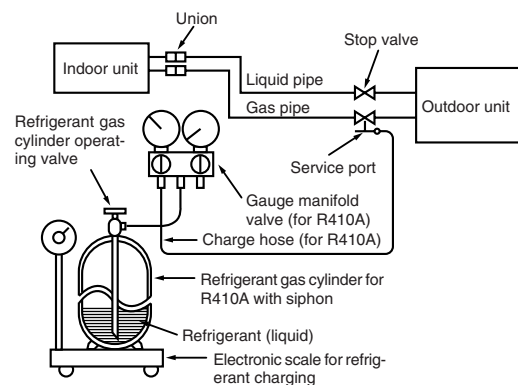 Union
Stop valve
Indoor unit
Liquid pipe
Gas pipe
Outdoor unit
Refrigerant gas
cylinder operat-
ing valve
Service port
Gauge manifold
valve (for R410A)
Charge hose (for R410A)
Refrigerant gas cylinder for
R410A with siphon
Refrigerant (liquid)
Electronic scale for refrig-
erant charging